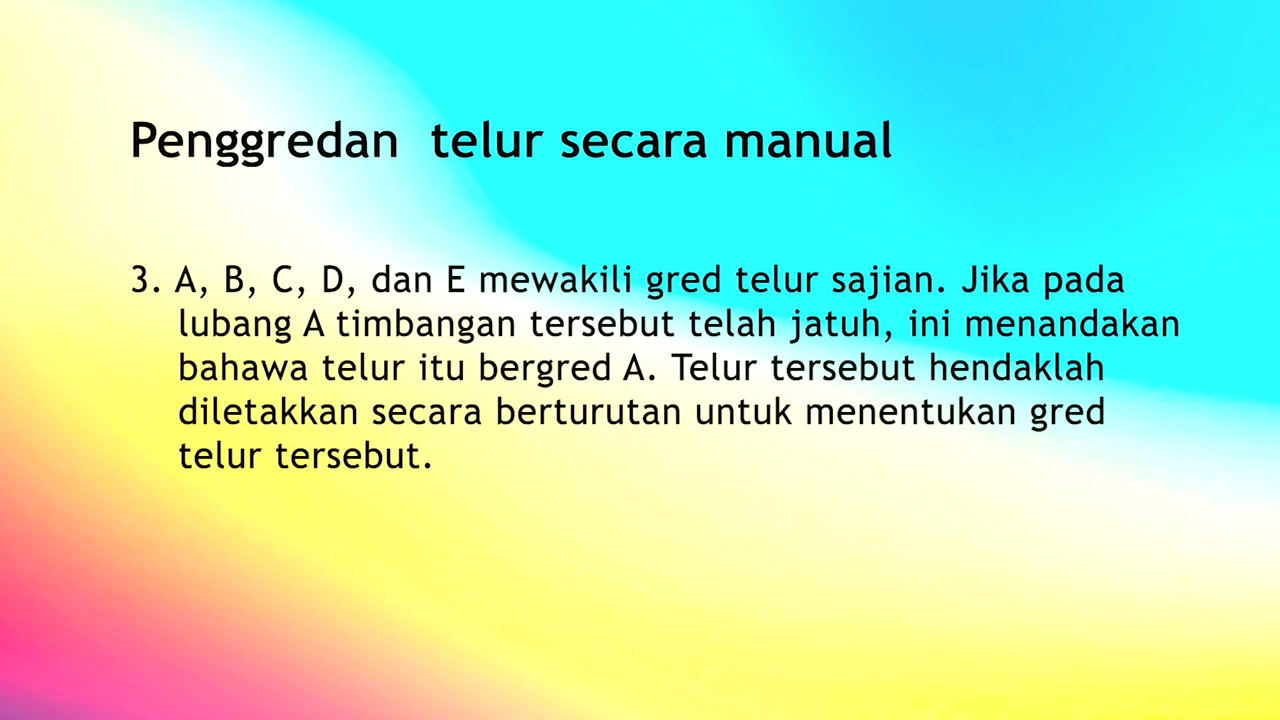 Penggredan telur secara manual
3. A, B, C, D, dan E mewakili gred telur sajian. Jika pada
lubang A timbangan tersebut telah jatuh, ini menandakan
bahawa telur itu bergred A. Telur tersebut hendaklah
diletakkan secara berturutan untuk menentukan gred
telur tersebut.